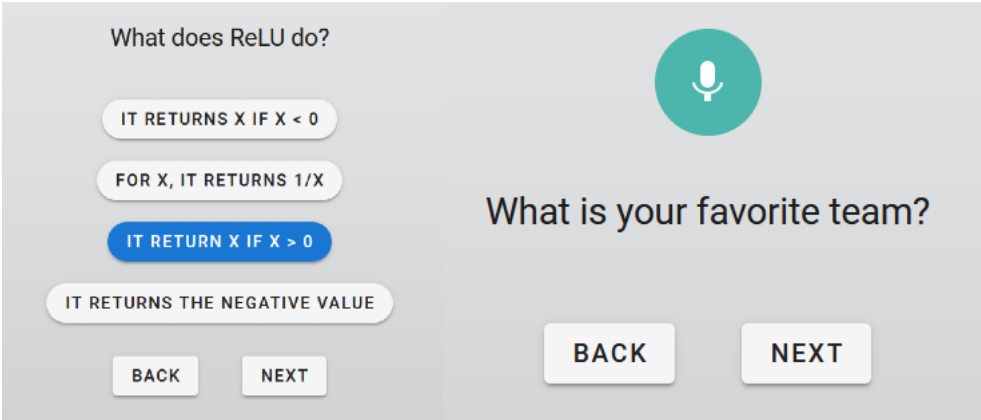 What does ReLU do?
IT RETURNS X IF X < 0
FOR X, IT RETURNS 1/X
IT RETURN X IF X > 0
IT RETURNS THE NEGATIVE VALUE
BACK NEXT
What is your favorite team?
BACK NEXT